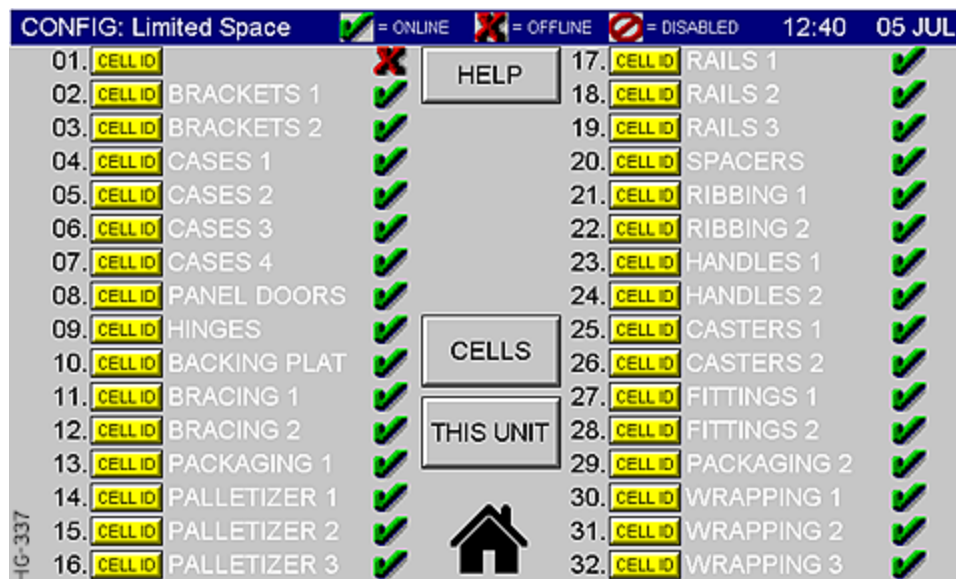 CONFIG: Limited Space = ONLINE = OFFLINE = DISABLED 12:40 05 JUL
01. CELL ID
02. CELL ID BRACKETS 1
03. CELL ID BRACKETS 2
04. CELL ID CASES 1
05. CELL ID CASES 2
06. CELL ID CASES 3
07. CELL ID CASES 4
08. CELL ID PANEL DOORS
09. CELL ID HINGES
10. CELL ID BACKING PLAT
11. CELL ID BRACING 1
12. CELL ID BRACING 2
13. CELL ID PACKAGING 1
14. CELL ID PALLETIZER 1
15. CELL ID PALLETIZER 2
16. CELL ID PALLETIZER 3
HELP
CELLS
THIS UNIT
17. CELL ID RAILS 1
18. CELL ID RAILS 2
19. CELL ID RAILS 3
20. CELL ID SPACERS
21. CELL ID RIBBING 1
22. CELL ID RIBBING 2
23. CELL ID HANDLES 1
24. CELL ID HANDLES 2
25. CELL ID CASTERS 1
26. CELL ID CASTERS 2
27. CELL ID FITTINGS 1
28. CELL ID FITTINGS 2
29. CELL ID PACKAGING 2
30. CELL ID WRAPPING 1
31. CELL ID WRAPPING 2
32. CELL ID WRAPPING 3
HG-337